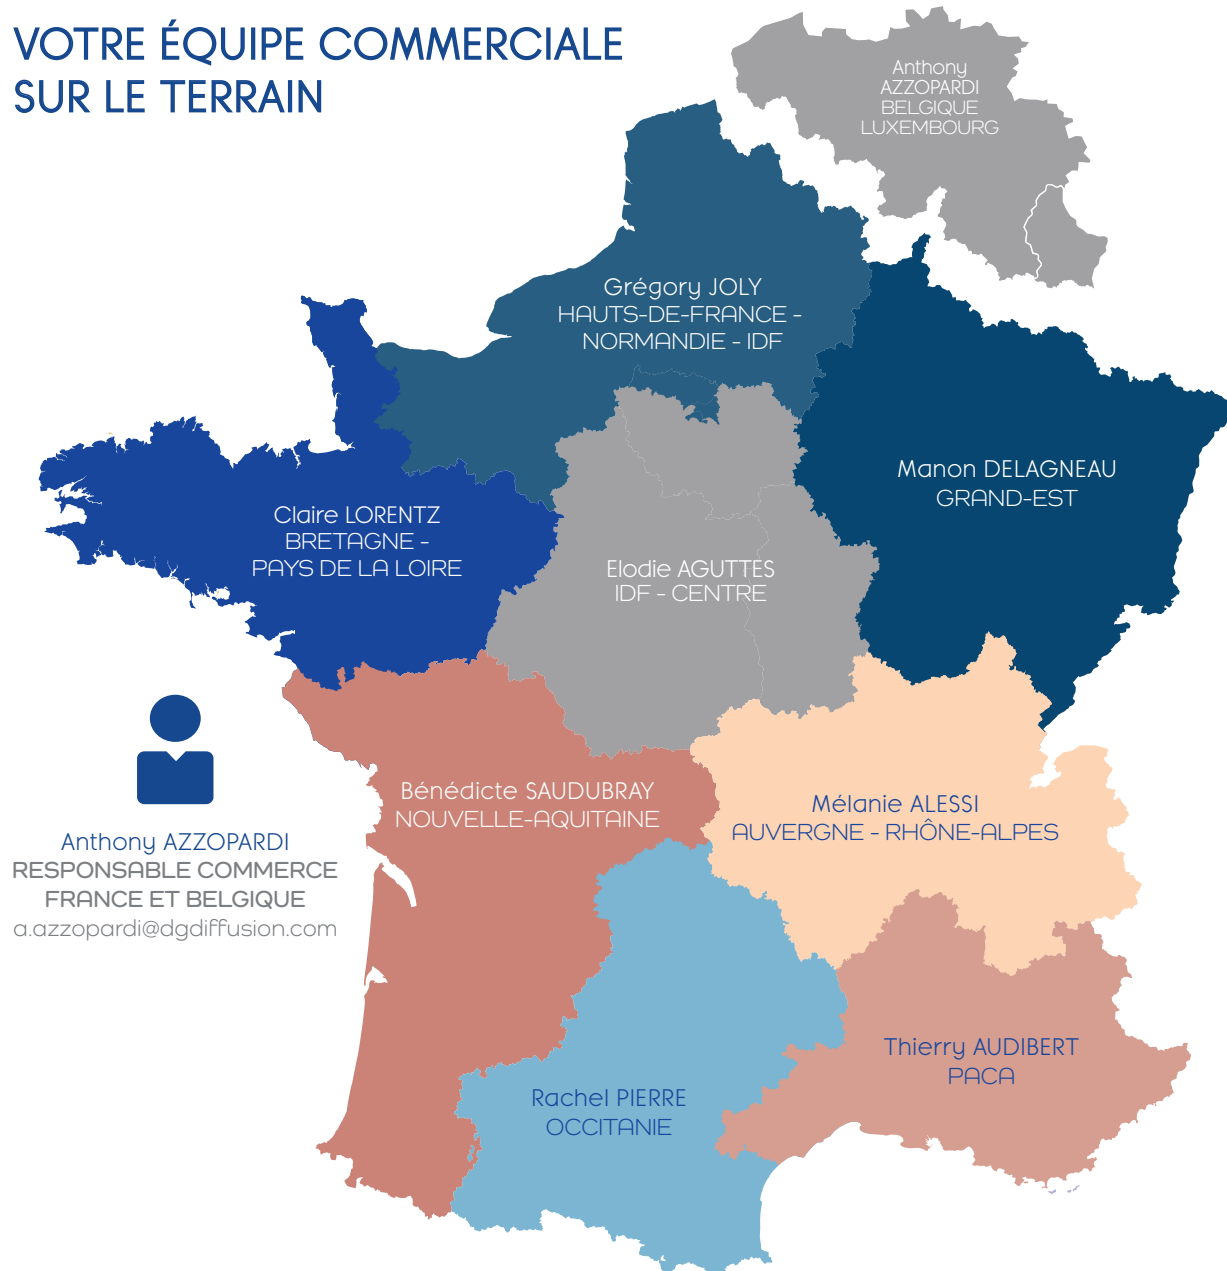 VOTRE ÉQUIPE COMMERCIALE
SUR LE TERRAIN
Anthony
AZZOPARDI
BELGIQUE
LUXEMBOURG
Grégory JOLY
HAUTS-DE-FRANCE -
NORMANDIE - IDF
Manon DELAGNEAU
GRAND-EST
Claire LORENTZ
BRETAGNE -
PAYS DE LA LOIRE
Elodie AGUTTES
IDF - CENTRE
Bénédicte SAUDUBRAY
NOUVELLE-AQUITAINE
Mélanie ALESSI
AUVERGNE - RHÔNE-ALPES
Anthony AZZOPARDI
RESPONSABLE COMMERCE
FRANCE ET BELGIQUE
a.azzopardi@dgdiffusion.com
Thierry AUDIBERT
PACA
Rachel PIERRE
OCCITANIE